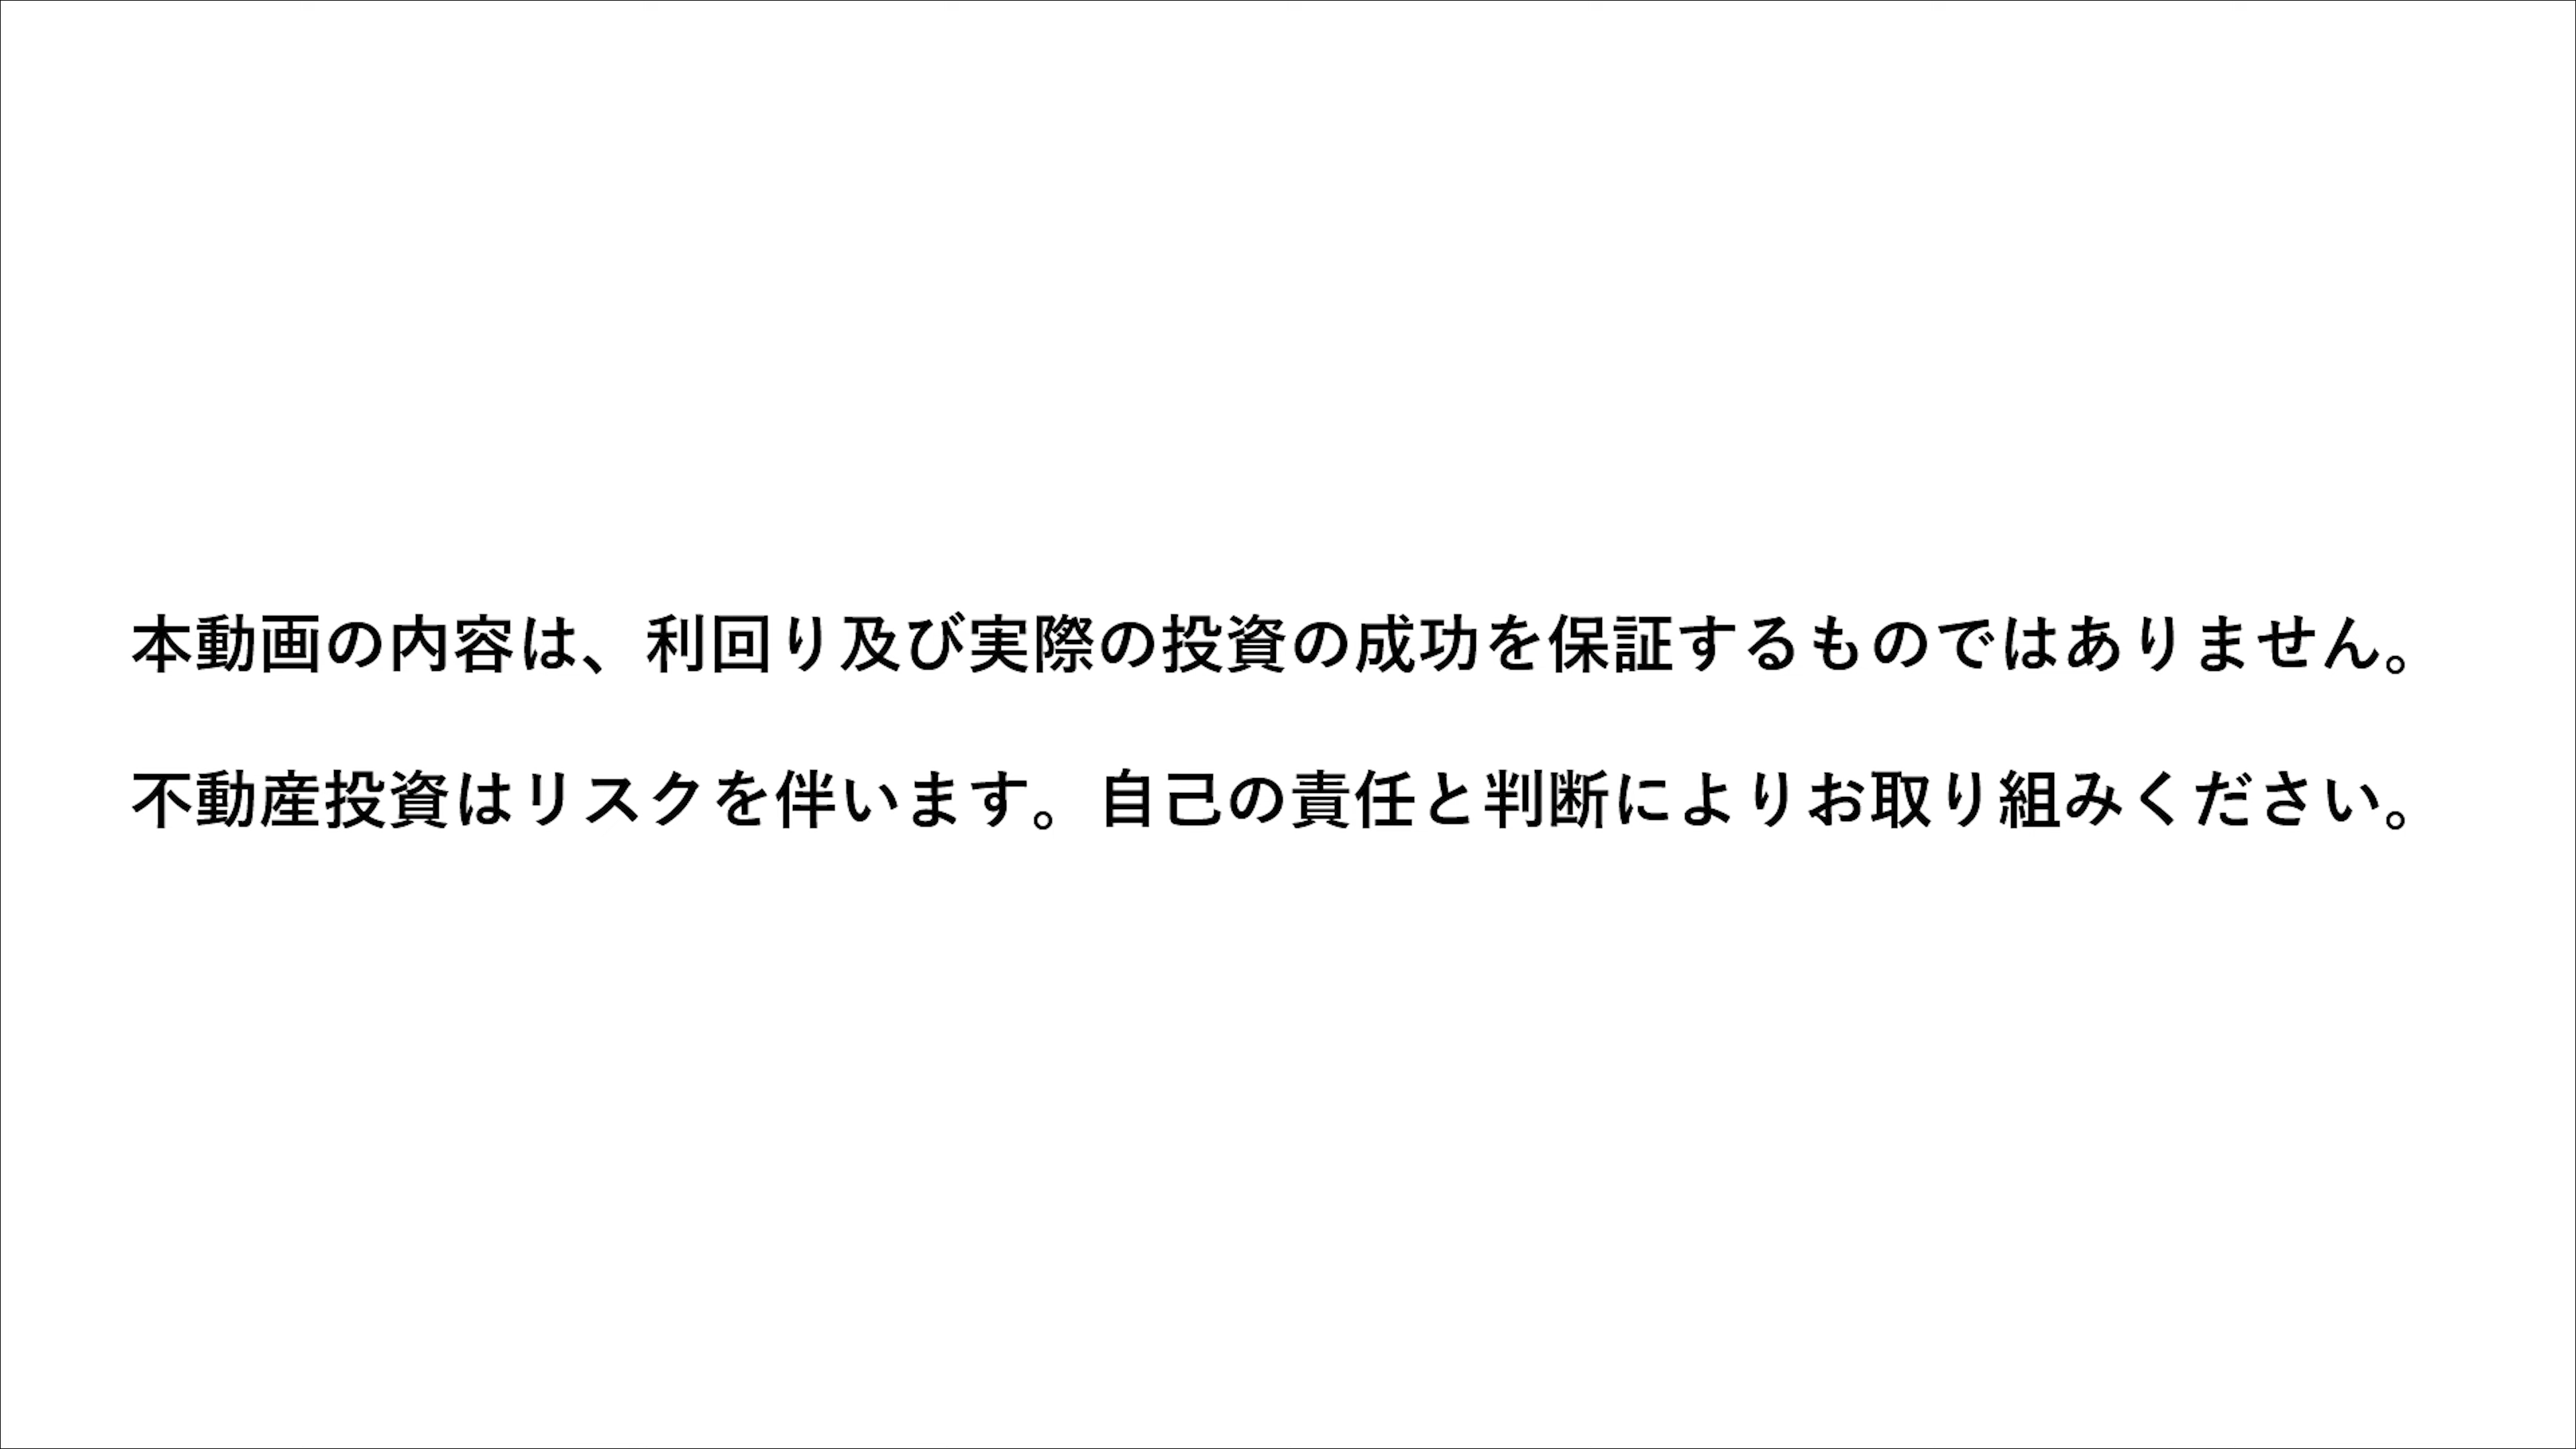 本動画の内容は、利回り及び実際の投資の成功を保証するものではありません。
不動産投資はリスクを伴います。自己の責任と判断によりお取り組みください。